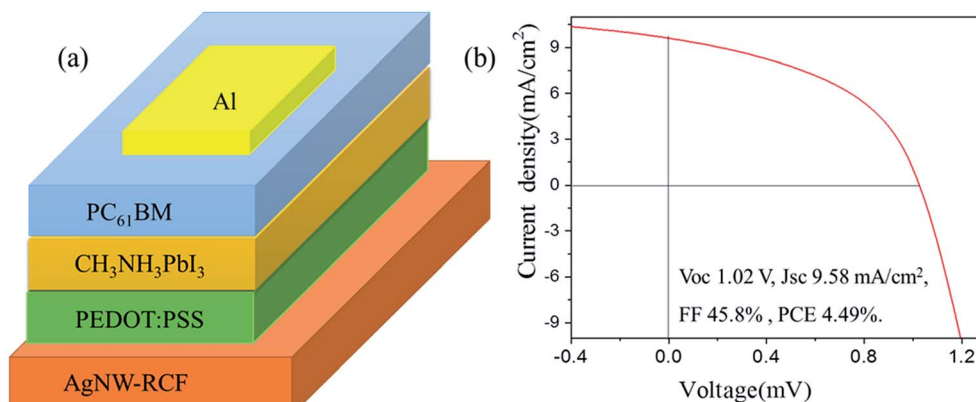 (a)
Al
PC₆₁BM
CH₃NH₃PbI₃
PEDOT:PSS
AgNW-RCF
(b)
Current density(mA/cm²)
9
6
3
0
-3
-6
-9
Voc 1.02 V, Jsc 9.58 mA/cm²,
FF 45.8% , PCE 4.49%.
-0.4
0.0
0.4
0.8
1.2
Voltage(mV)